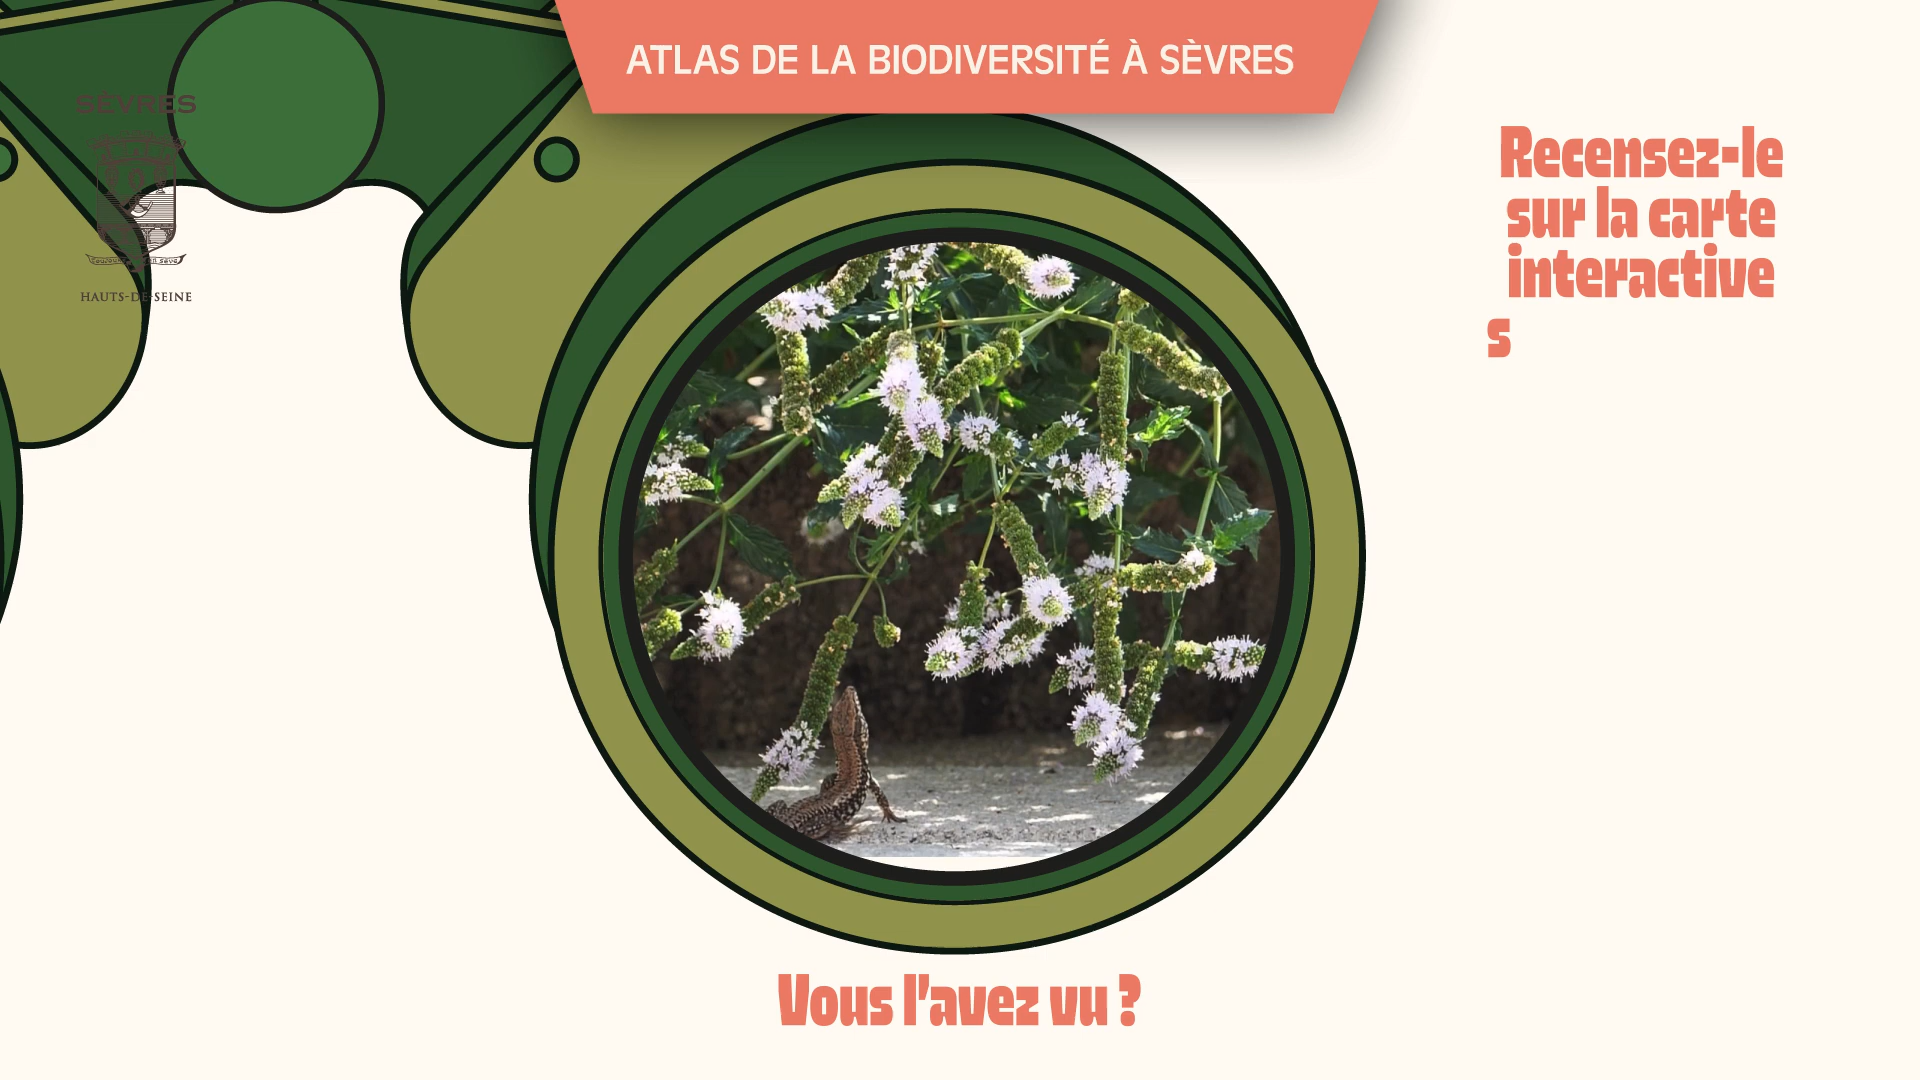 ATLAS DE LA BIODIVERSITÉ À SÈVRES
SÈVRES
HAUTS-DE-SEINE
Recensez-le
sur la carte
interactive
s
Vous l'avez vu ?